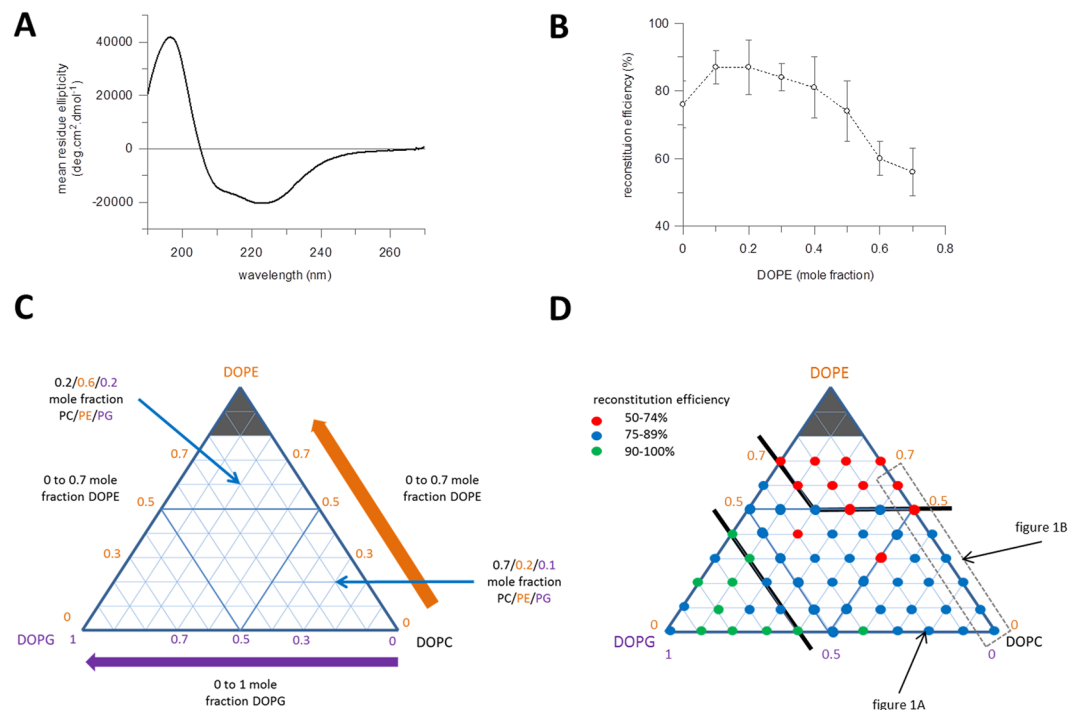 A
mean residue ellipticity
(deg.cm².dmol⁻¹)
40000
20000
0
-20000
200
220
240
260
wavelength (nm)
B
reconstituion efficiency (%)
100
80
60
40
0
0.2
0.4
0.6
0.8
DOPE (mole fraction)
C
DOPE
0.2/0.6/0.2
mole fraction
PC/PE/PG
0.7
0.7
0 to 0.7 mole
fraction DOPE
0 to 0.7 mole
fraction DOPE
0.5
0.5
0.3
0.3
0.7/0.2/0.1
mole fraction
PC/PE/PG
0
0
DOPG
1
0.7
0.5
0.3
0
DOPC
0 to 1 mole
fraction DOPG
D
DOPE
reconstitution efficiency
50-74%
75-89%
90-100%
0.7
0.7
0.5
0.5
figure 1B
0
0
DOPG
DOPC
1
0.5
0
figure 1A